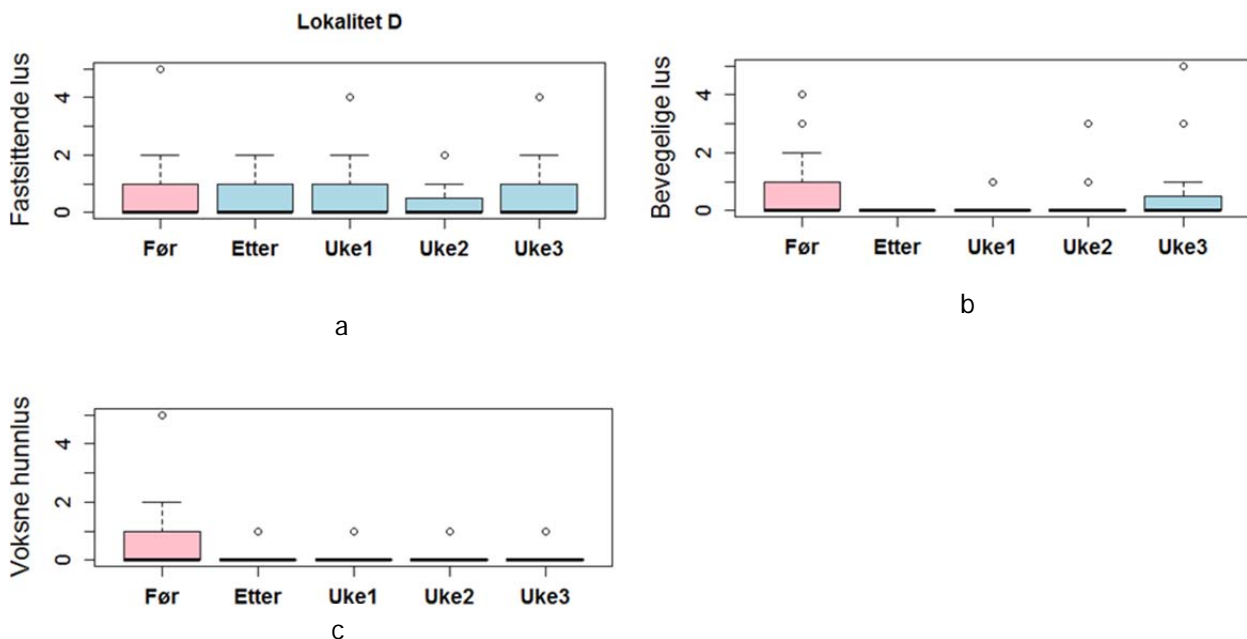 Lokalitet D
Fastsittende lus
4
2
0
Før Etter Uke1 Uke2 Uke3
a
Bevegelige lus
4
2
0
Før Etter Uke1 Uke2 Uke3
b
Voksne hunnlus
4
2
0
Før Etter Uke1 Uke2 Uke3
c